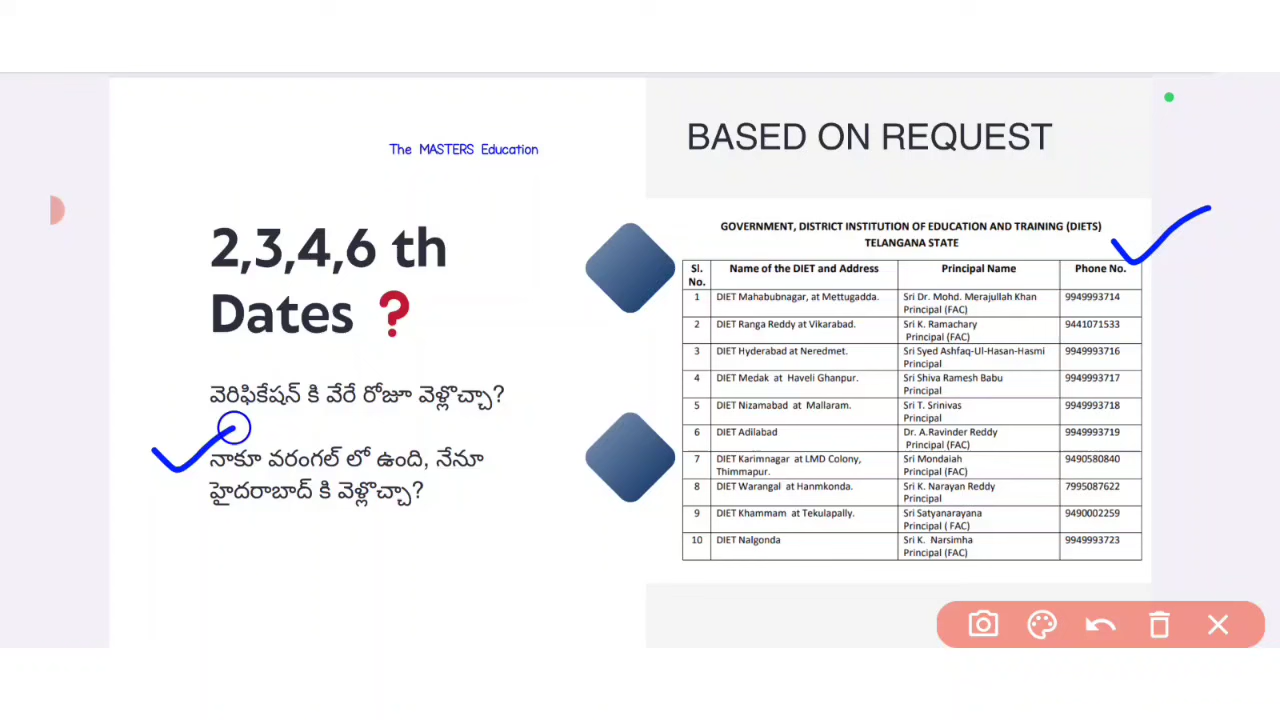 The MASTERS Education
2,3,4,6 th
Dates ❓
వెరిఫికేషన్ కి వేరే రోజూ వెళ్లొచ్చా?
నాకూ వరంగల్ లో ఉంది, నేనూ
హైదరాబాద్ కి వెళ్లొచ్చా?
BASED ON REQUEST
GOVERNMENT, DISTRICT INSTITUTION OF EDUCATION AND TRAINING (DIETS)
TELANGANA STATE
Sl. No. Name of the DIET and Address Principal Name Phone No.
1 DIET Mahabubnagar, at Mettugadda. Sri Dr. Mohd. Merajullah Khan 9949993714
Principal (FAC)
2 DIET Ranga Reddy at Vikarabad. Sri K. Ramachary 9441071533
Principal (FAC)
3 DIET Hyderabad at Neredmet. Sri Syed Ashfaq-Ul-Hasan-Hasmi 9949993716
Principal
4 DIET Medak at Haveli Ghanpur. Sri Shiva Ramesh Babu 9949993717
Principal
5 DIET Nizamabad at Mallaram. Sri T. Srinivas 9949993718
Principal
6 DIET Adilabad Dr. A.Ravinder Reddy 9949993719
Principal (FAC)
7 DIET Karimnagar at LMD Colony, Sri Mondaiah 9490580840
Thimmapur. Principal (FAC)
8 DIET Warangal at Hanmkonda. Sri K. Narayan Reddy 7995087622
Principal
9 DIET Khammam at Tekulapally. Sri Satyanarayana 9490002259
Principal ( FAC)
10 DIET Nalgonda Sri K. Narsimha 9949993723
Principal (FAC)